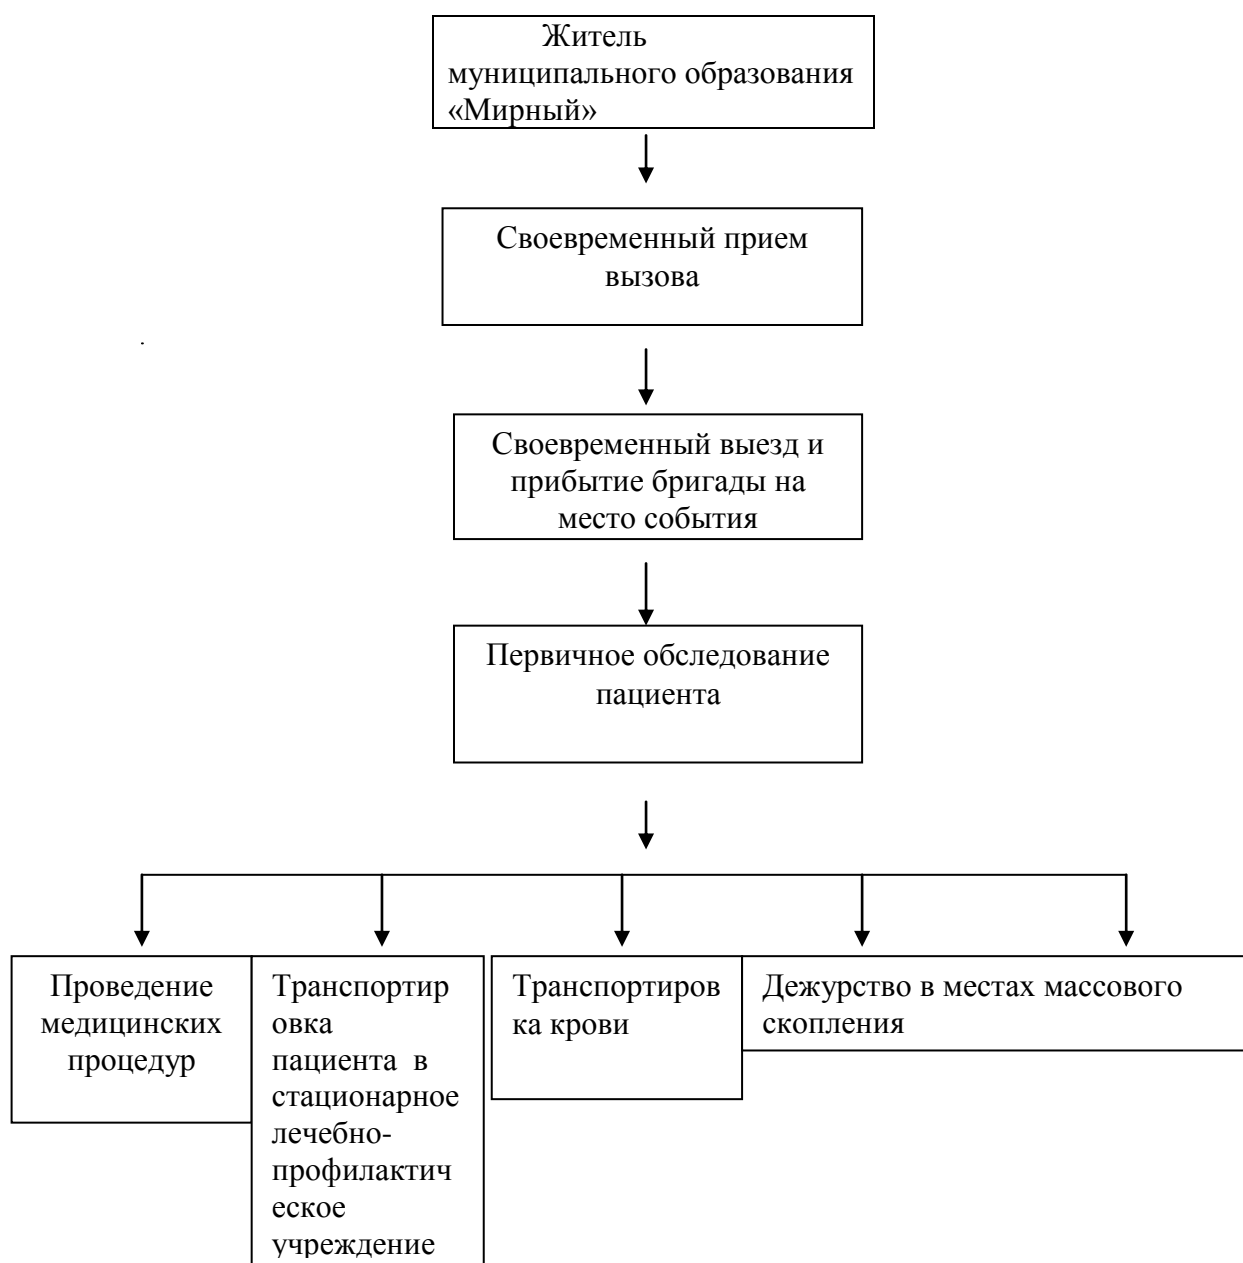 Житель
муниципального образования
«Мирный»
Своевременный прием
вызова
Своевременный выезд и
прибытие бригады на
место события
Первичное обследование
пациента
Проведение
медицинских
процедур
Транспортир
овка
пациента в
стационарное
лечебно-
профилактич
еское
учреждение
Транспортиров
ка крови
Дежурство в местах массового
скопления